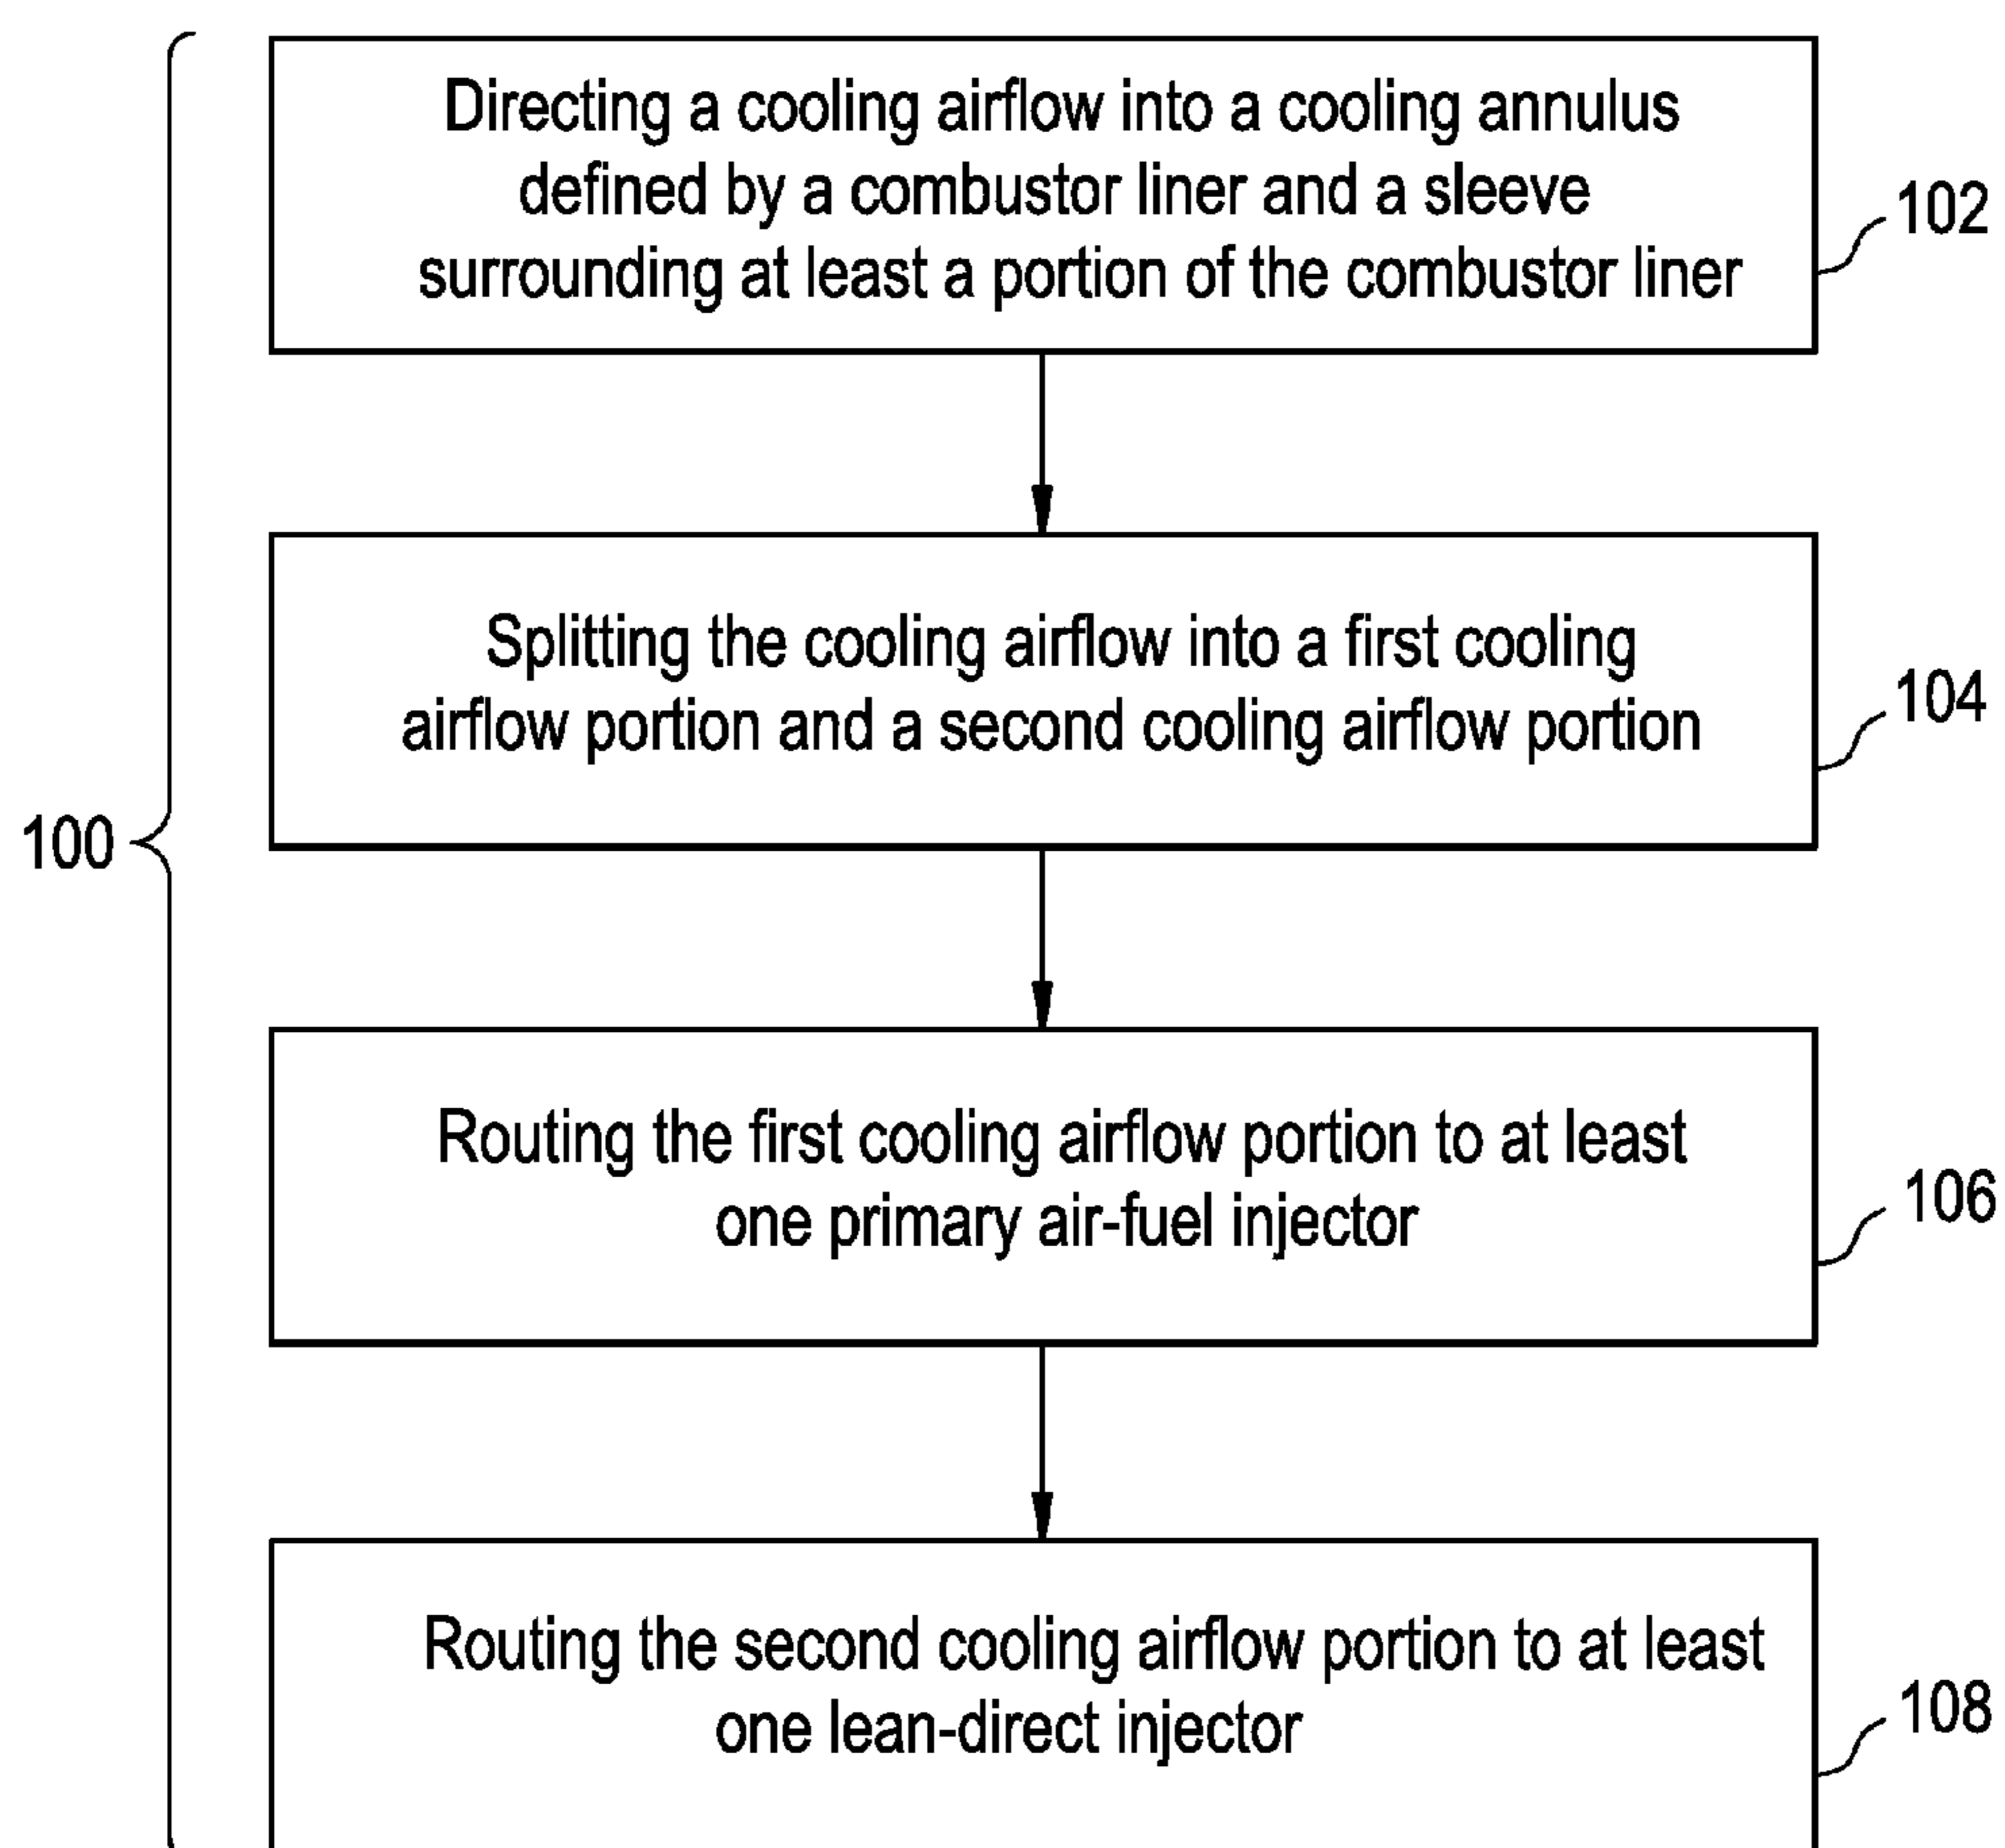 Directing a cooling airflow into a cooling annulus
defined by a combustor liner and a sleeve
surrounding at least a portion of the combustor liner
102
Splitting the cooling airflow into a first cooling
airflow portion and a second cooling airflow portion
104
100
Routing the first cooling airflow portion to at least
one primary air-fuel injector
106
Routing the second cooling airflow portion to at least
one lean-direct injector
108